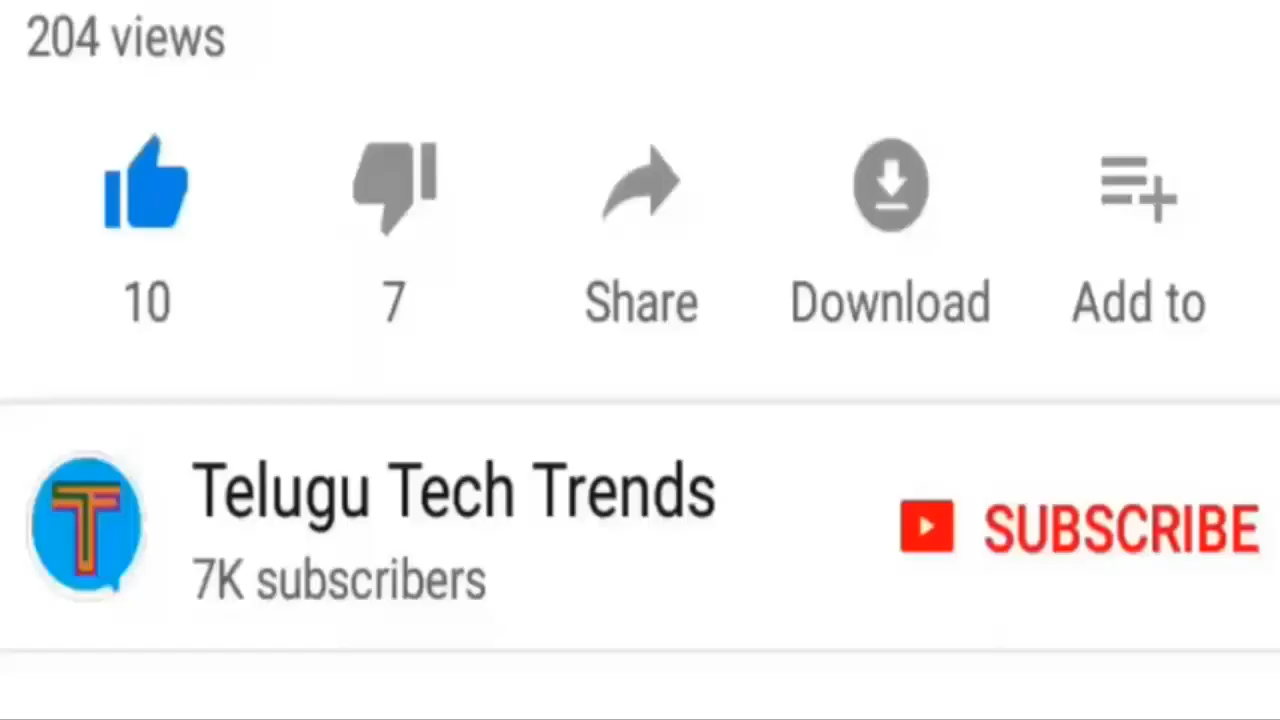 204 views
10 7 Share Download Add to
T
Telugu Tech Trends
SUBSCRIBE
7K subscribers